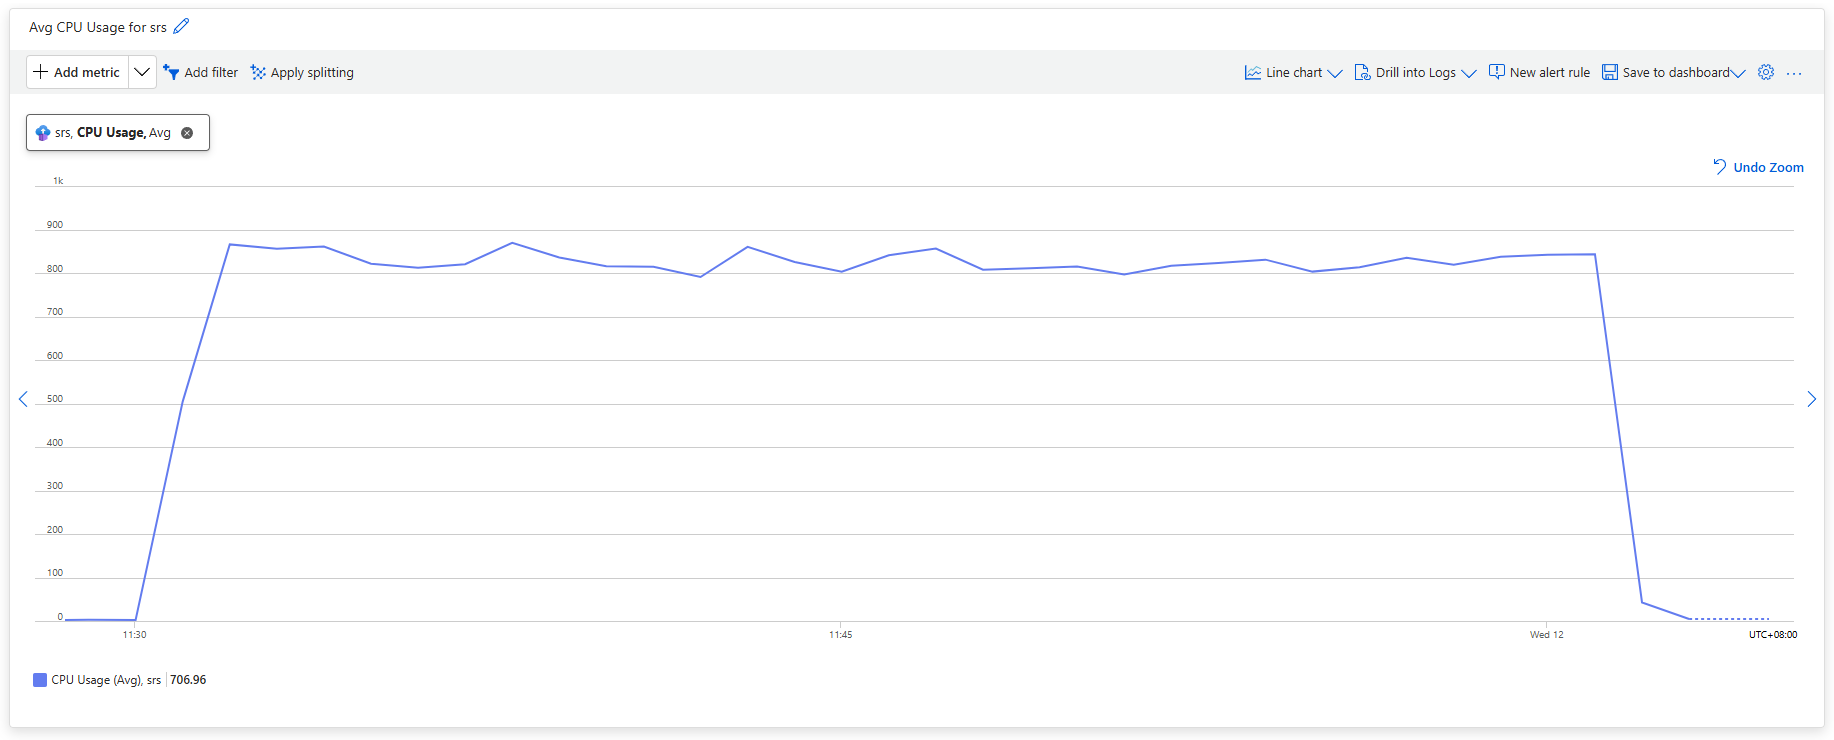 Avg CPU Usage for srs
Add metric Add filter Apply splitting Line chart Drill into Logs New alert rule Save to dashboard ...
srs, CPU Usage, Avg
Undo Zoom
1k
900
800
700
600
500
400
300
200
100
0
11:30 11:45 Wed 12 UTC+08:00
CPU Usage (Avg), srs 706.96